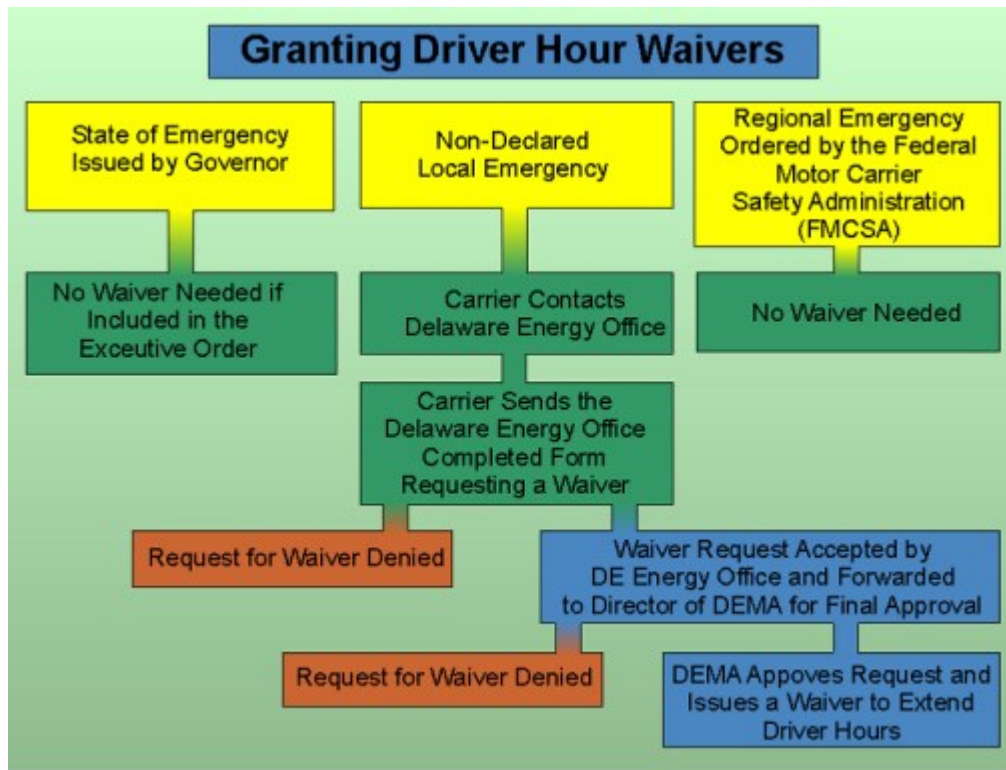 Granting Driver Hour Waivers
State of Emergency
Issued by Governor
Non-Declared
Local Emergency
Regional Emergency
Ordered by the Federal
Motor Carrier
Safety Administration
(FMCSA)
No Waiver Needed if
Included in the
Exceutive Order
Carrier Contacts
Delaware Energy Office
No Waiver Needed
Carrier Sends the
Delaware Energy Office
Completed Form
Requesting a Waiver
Request for Waiver Denied
Waiver Request Accepted by
DE Energy Office and Forwarded
to Director of DEMA for Final Approval
Request for Waiver Denied
DEMA Appoves Request and
Issues a Waiver to Extend
Driver Hours